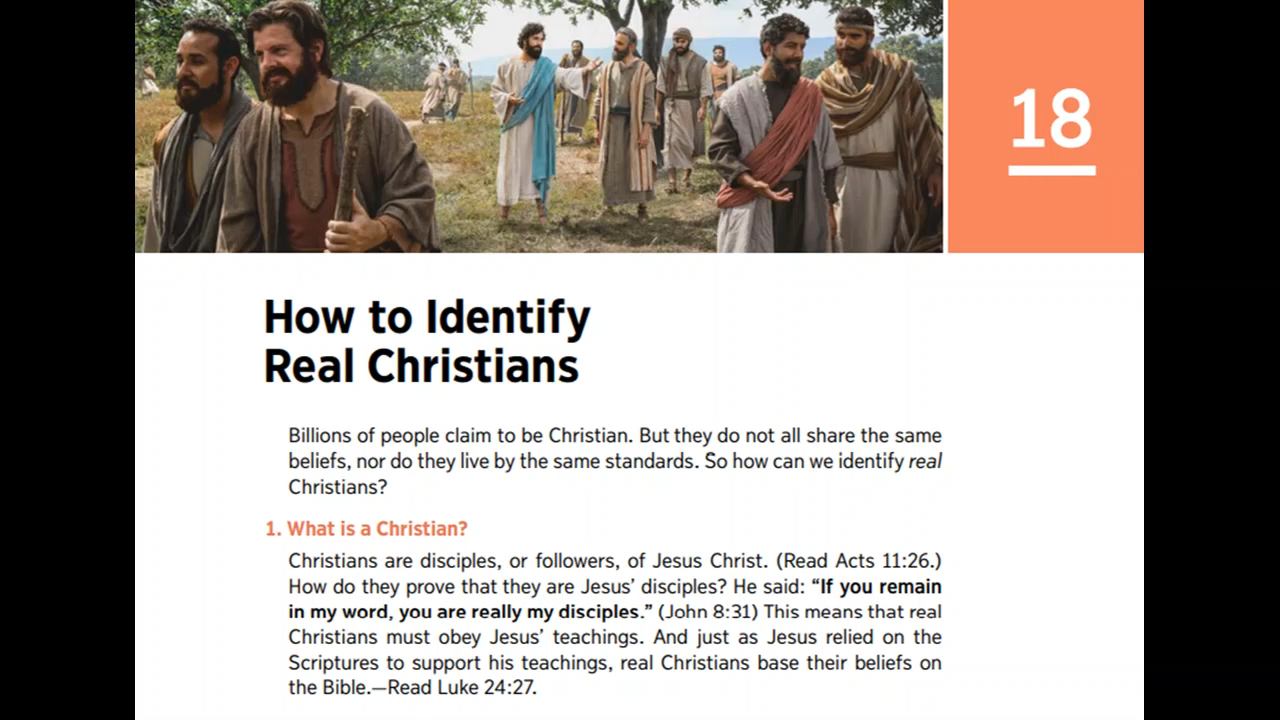 18
How to Identify
Real Christians
Billions of people claim to be Christian. But they do not all share the same
beliefs, nor do they live by the same standards. So how can we identify real
Christians?
1. What is a Christian?
Christians are disciples, or followers, of Jesus Christ. (Read Acts 11:26.)
How do they prove that they are Jesus’ disciples? He said: “If you remain
in my word, you are really my disciples.” (John 8:31) This means that real
Christians must obey Jesus’ teachings. And just as Jesus relied on the
Scriptures to support his teachings, real Christians base their beliefs on
the Bible.—Read Luke 24:27.